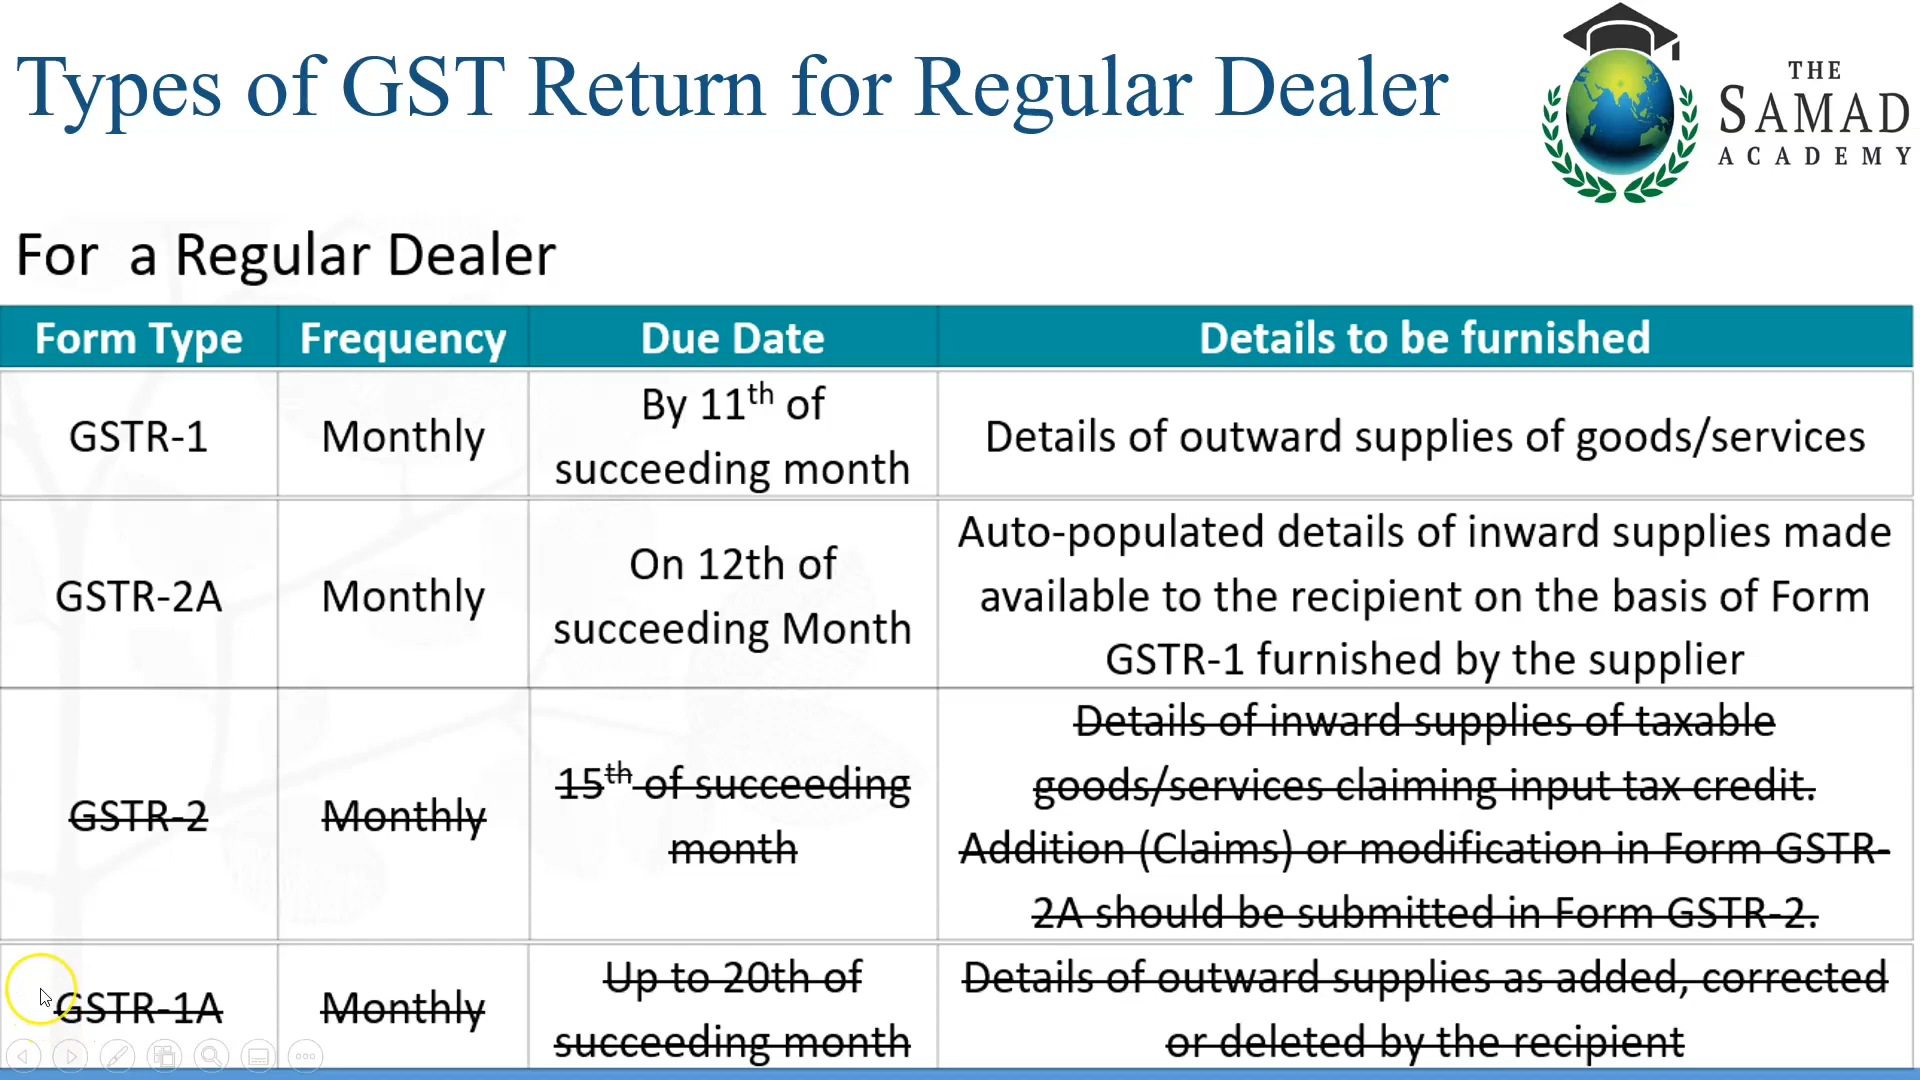 Types of GST Return for Regular Dealer
THE
SAMAD
ACADEMY
For a Regular Dealer
Form Type
Frequency
Due Date
Details to be furnished
GSTR-1
Monthly
By 11th of
succeeding month
Details of outward supplies of goods/services
GSTR-2A
Monthly
On 12th of
succeeding Month
Auto-populated details of inward supplies made
available to the recipient on the basis of Form
GSTR-1 furnished by the supplier
GSTR-2
Monthly
15th of succeeding
month
Details of inward supplies of taxable
goods/services claiming input tax credit.
Addition (Claims) or modification in Form GSTR-
2A should be submitted in Form GSTR-2.
GSTR-1A
Monthly
Up to 20th of
succeeding month
Details of outward supplies as added, corrected
or deleted by the recipient